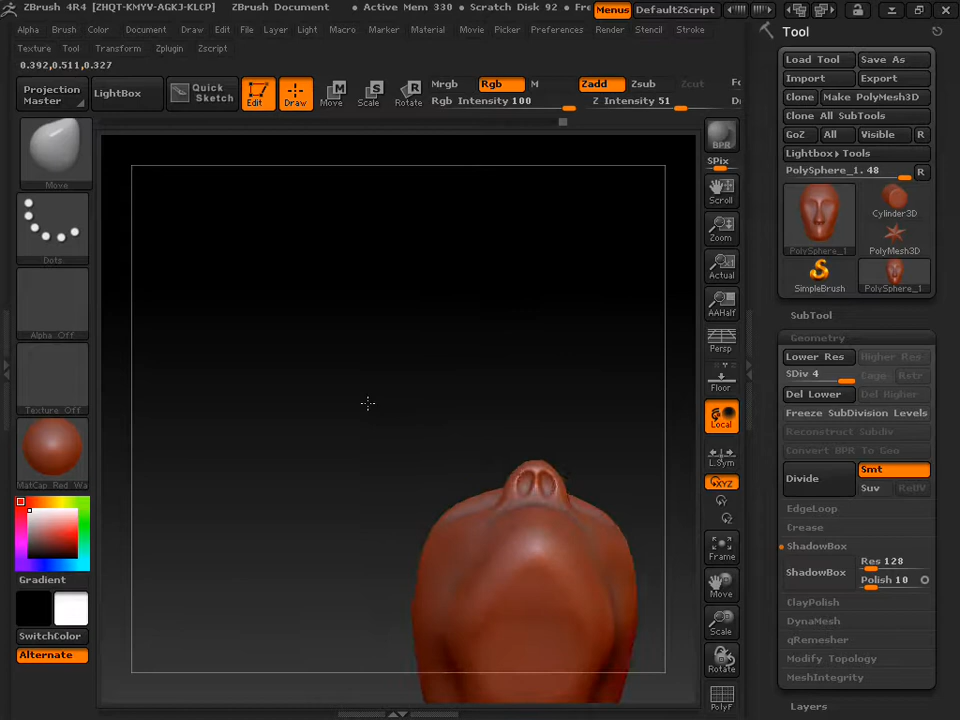 ZBrush 4R4 [ZHQT-KMYV-AGKJ-KLCP] ZBrush Document • Active Mem 330 • Scratch Disk 92 • Fre Menus DefaultZScript
Alpha Brush Color Document Draw Edit File Layer Light Macro Marker Material Movie Picker Preferences Render Stencil Stroke
Texture Tool Transform Zplugin Zscript
0.392,0.511,0.327
Projection Master
LightBox
Quick Sketch
Edit
Draw
Move
Scale
Rotate
Mrgb Rgb M Zadd Zsub Zcut Fo
Rgb Intensity 100 Z Intensity 51 Dr
Move
Dots
Alpha Off
Texture Off
MatCap Red Wa
Gradient
SwitchColor
Alternate
BPR
SPix
Scroll
Zoom
Actual
AAHalf
Persp
Floor
Local
L.Sym
XYZ
Y
Z
Frame
Move
Scale
Rotate
PolyF
Tool
Load Tool Save As
Import Export
Clone Make PolyMesh3D
Clone All SubTools
GoZ All Visible R
Lightbox▸Tools
PolySphere_1. 48 R
PolySphere_1
Cylinder3D
PolyMesh3D
SimpleBrush
PolySphere_1
SubTool
Geometry
Lower Res Higher Res
SDiv 4 Cage Rstr
Del Lower Del Higher
Freeze SubDivision Levels
Reconstruct Subdiv
Convert BPR To Geo
Divide Smt
Suv ReUV
EdgeLoop
Crease
ShadowBox
ShadowBox Res 128
Polish 10
ClayPolish
DynaMesh
qRemesher
Modify Topology
MeshIntegrity
Layers